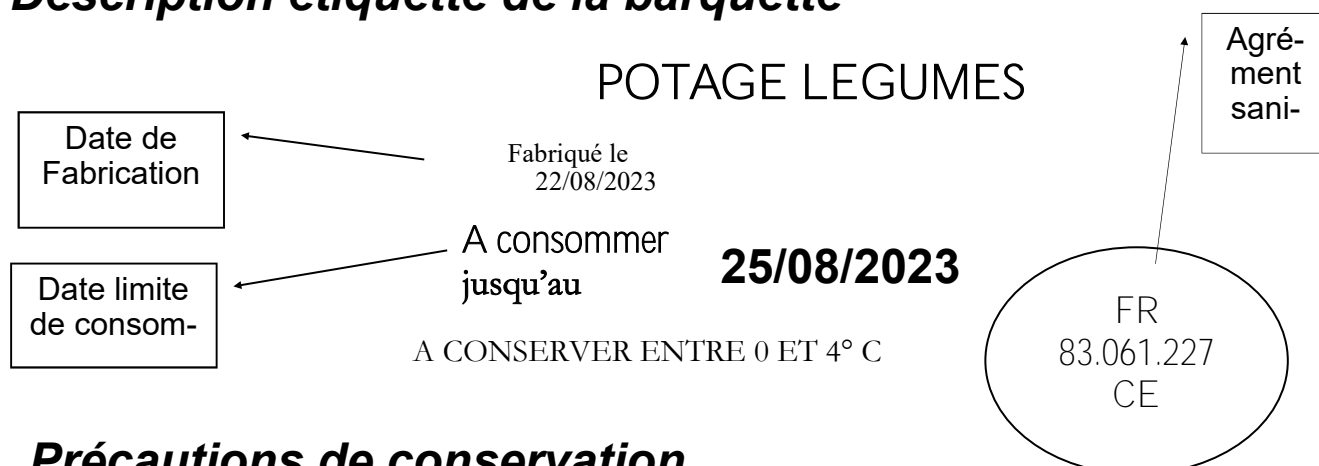 Description étiquette de la barquette
Agré-
ment
sani-
POTAGE LEGUMES
Date de
Fabrication
Fabriqué le
22/08/2023
A consommer
jusqu’au
25/08/2023
Date limite
de consom-
A CONSERVER ENTRE 0 ET 4° C
FR
83.061.227
CE
Précautions de conservation